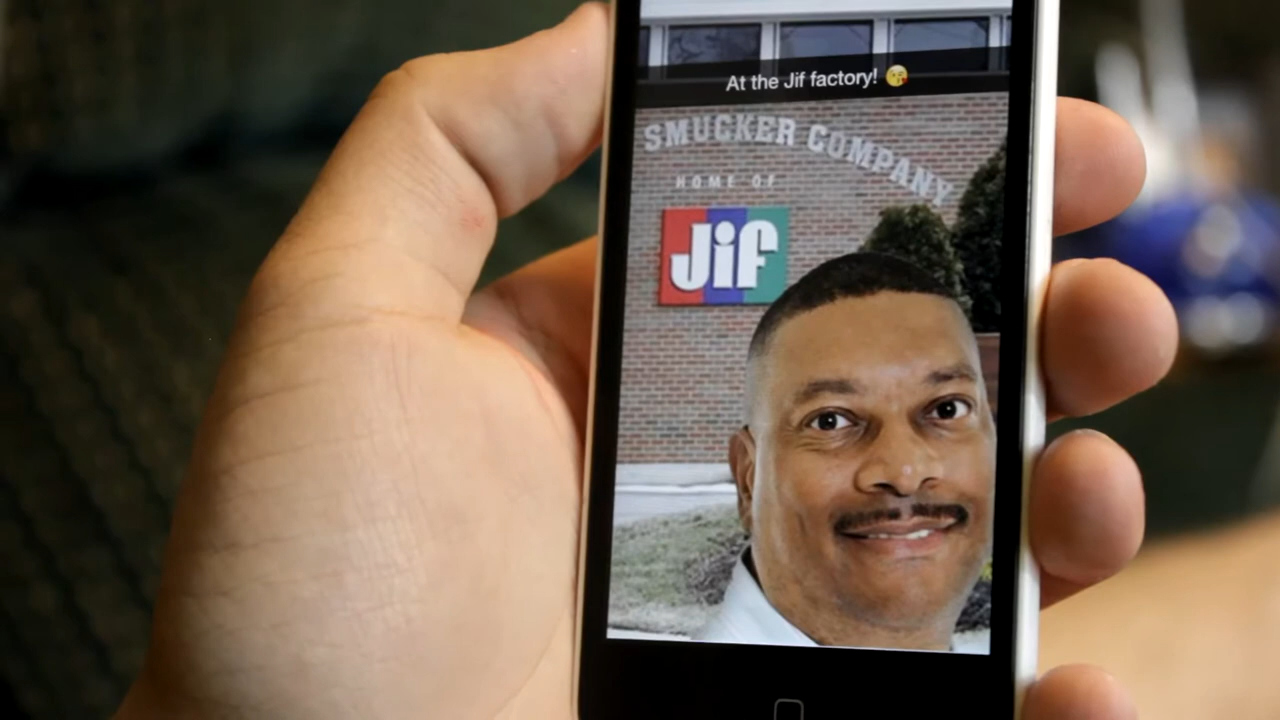 At the Jif factory! 😘
SMUCKER COMPANY
HOME OF
Jif